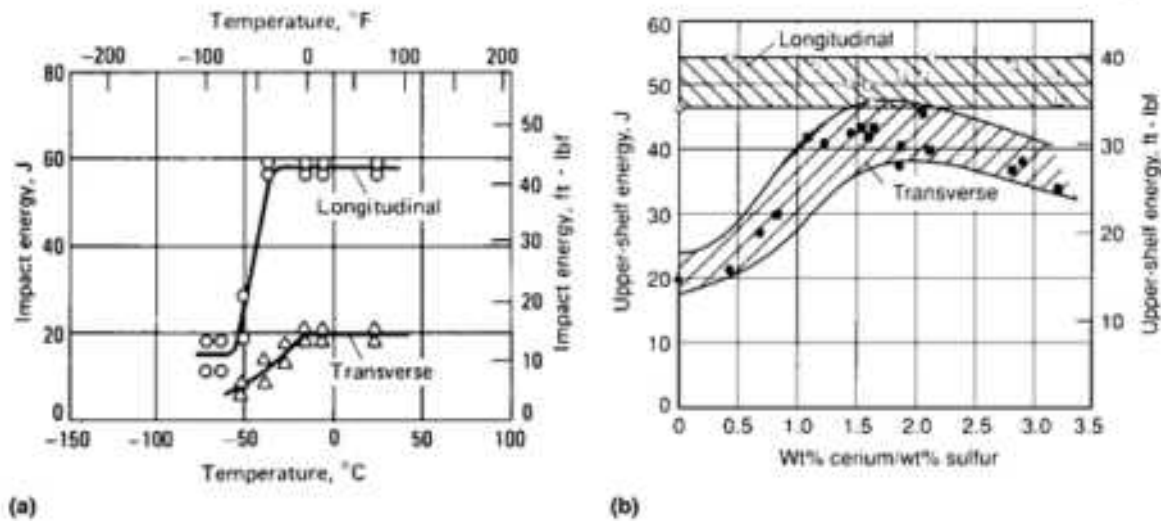 Temperature, °F
−200 −100 0 100 200
80
60
40
20
0
Impact energy, J
50
40
30
20
10
0
Impact energy, ft · lbf
Longitudinal
Transverse
−150 −100 −50 0 50 100
Temperature, °C
(a)
60
50
40
30
20
10
0
Upper-shelf energy, J
40
30
20
10
Upper-shelf energy, ft · lbf
Longitudinal
Transverse
0 0.5 1.0 1.5 2.0 2.5 3.0 3.5
Wt% cerium/wt% sulfur
(b)